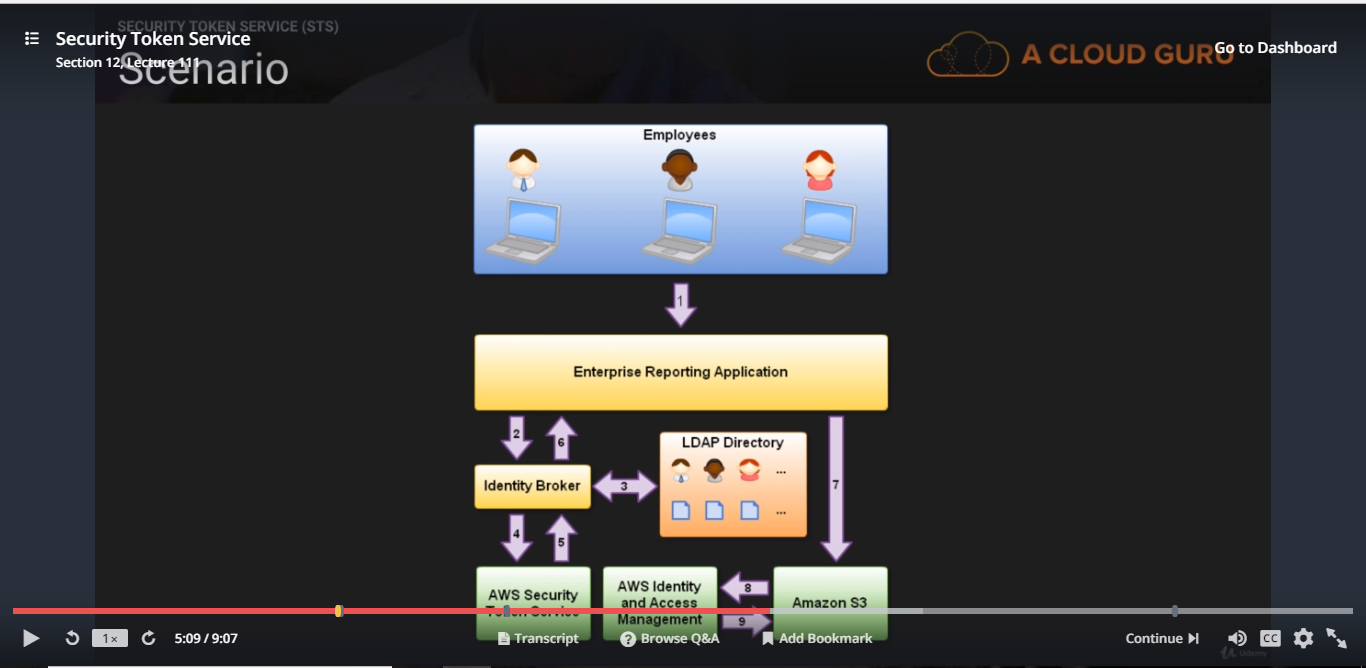 SECURITY TOKEN SERVICE (STS)
Security Token Service
Section 12, Lecture 111
Scenario
A CLOUD GURU
Go to Dashboard
Employees
1
Enterprise Reporting Application
2
6
LDAP Directory
...
Identity Broker
3
...
7
4
5
AWS Security
Token Service
AWS Identity
and Access
Management
8
9
Amazon S3
1×
5:09 / 9:07
Transcript
? Browse Q&A
Add Bookmark
Continue
CC
Udemy